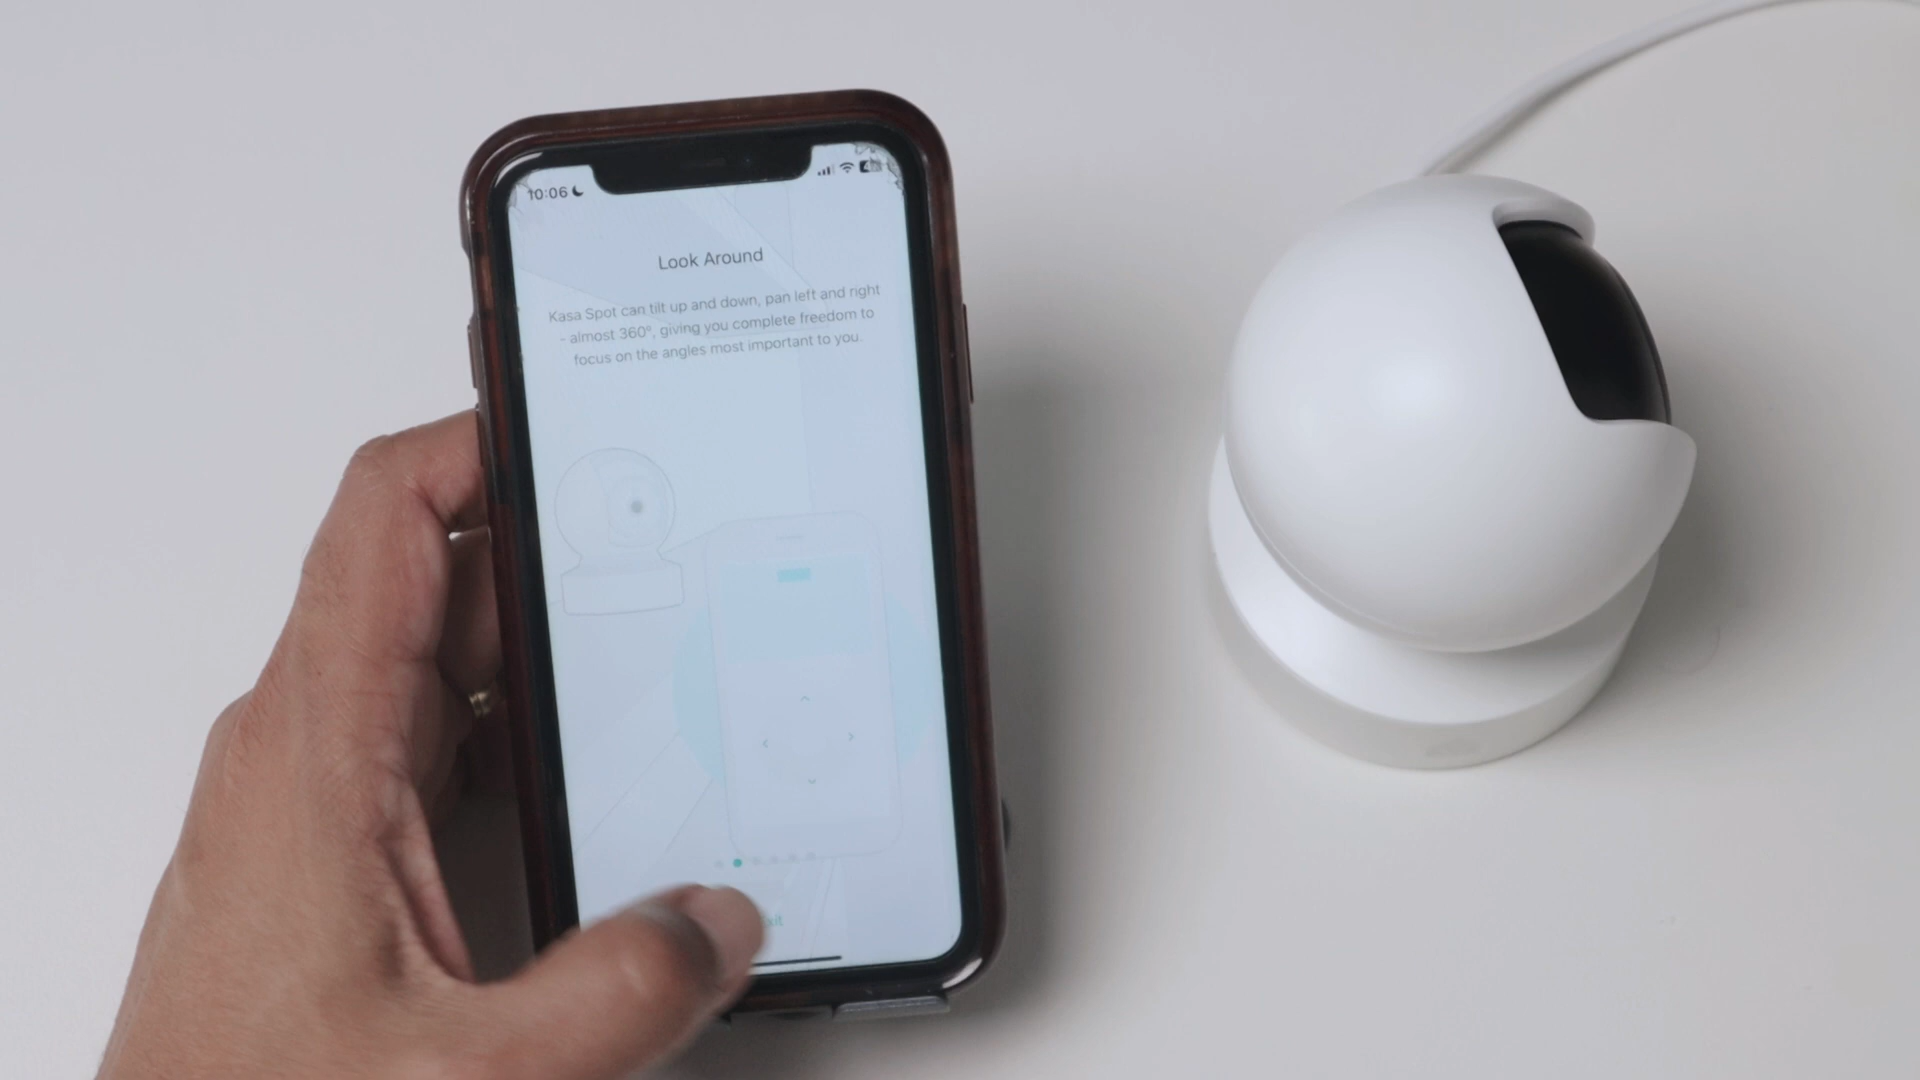 10:06
Look Around
Kasa Spot can tilt up and down, pan left and right
- almost 360°, giving you complete freedom to
focus on the angles most important to you.